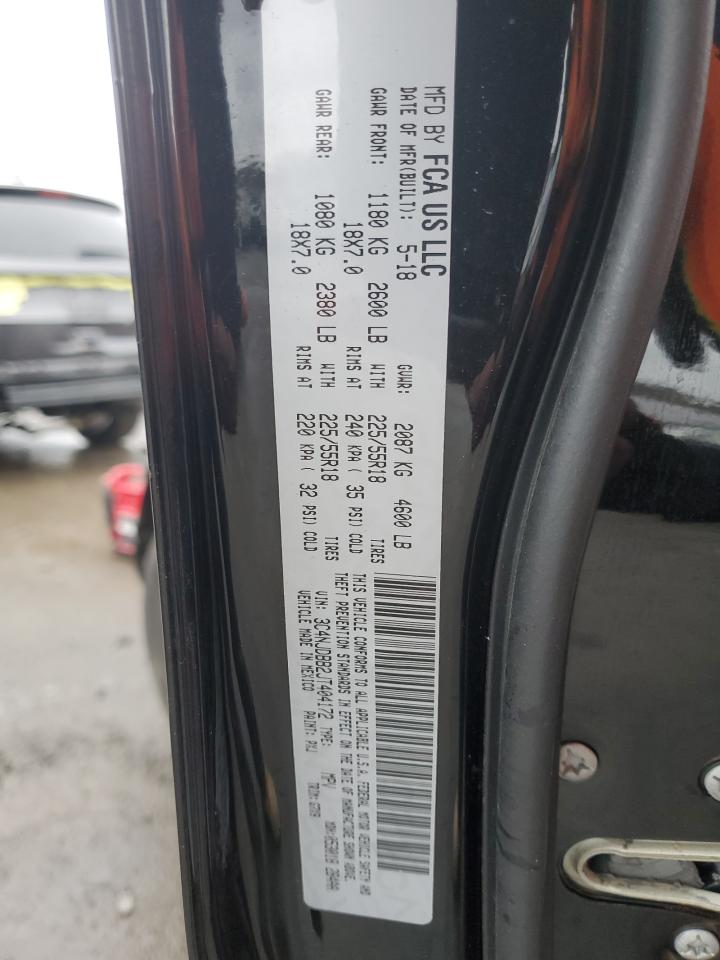 MFD BY FCA US LLC
DATE OF MFR(BUILT): 5-18 GVWR: 2087 KG 4600 LB
GAWR FRONT: 1180 KG 2600 LB WITH 225/55R18 TIRES
18X7.0 RIMS AT 240 KPA( 35 PSI) COLD
GAWR REAR: 1080 KG 2380 LB WITH 225/55R18 TIRES
18X7.0 RIMS AT 220 KPA( 32 PSI) COLD
THIS VEHICLE CONFORMS TO ALL APPLICABLE U.S.A. FEDERAL MOTOR VEHICLE SAFETY AND
THEFT PREVENTION STANDARDS IN EFFECT ON THE DATE OF MANUFACTURE SHOWN ABOVE.
VIN: 3C4NJDBB2JT404172 TYPE: MPV
VEHICLE MADE IN MEXICO PAINT: PXJ TRIM: